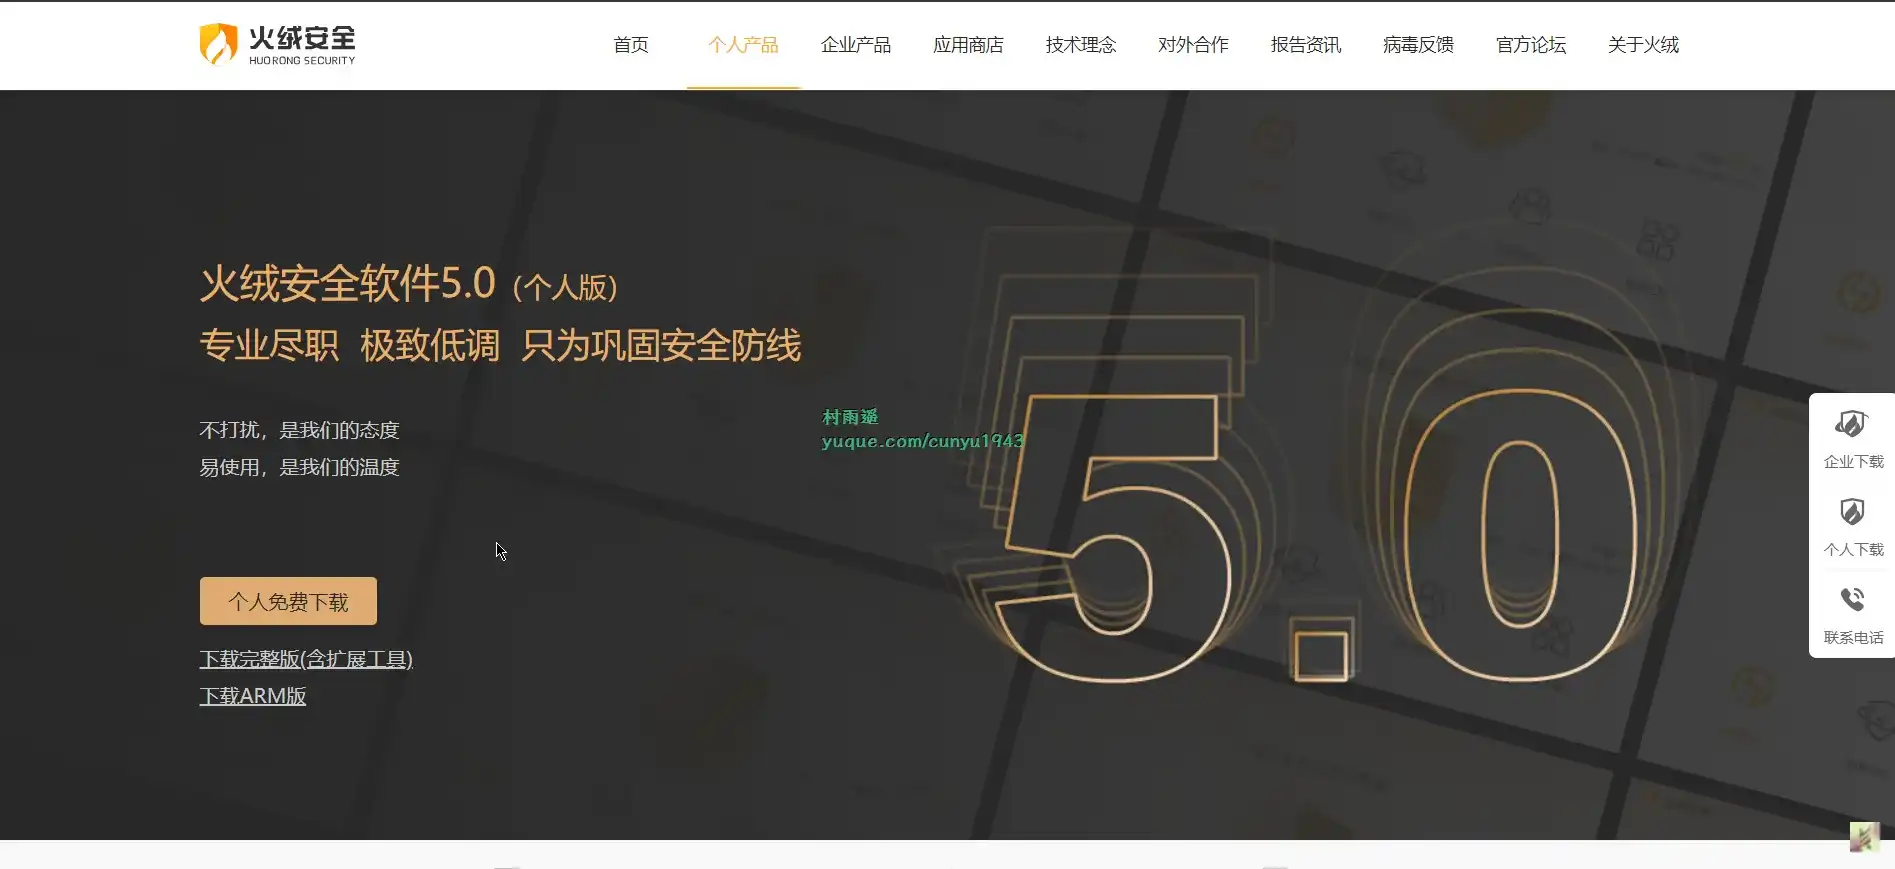 火绒安全
HUORONG SECURITY
首页
个人产品
企业产品
应用商店
技术理念
对外合作
报告资讯
病毒反馈
官方论坛
关于火绒
火绒安全软件5.0（个人版）
专业尽职 极致低调 只为巩固安全防线
不打扰，是我们的态度
易使用，是我们的温度
个人免费下载
下载完整版(含扩展工具)
下载ARM版
村雨遥
yuque.com/cunyu1943
5.0
企业下载
个人下载
联系电话